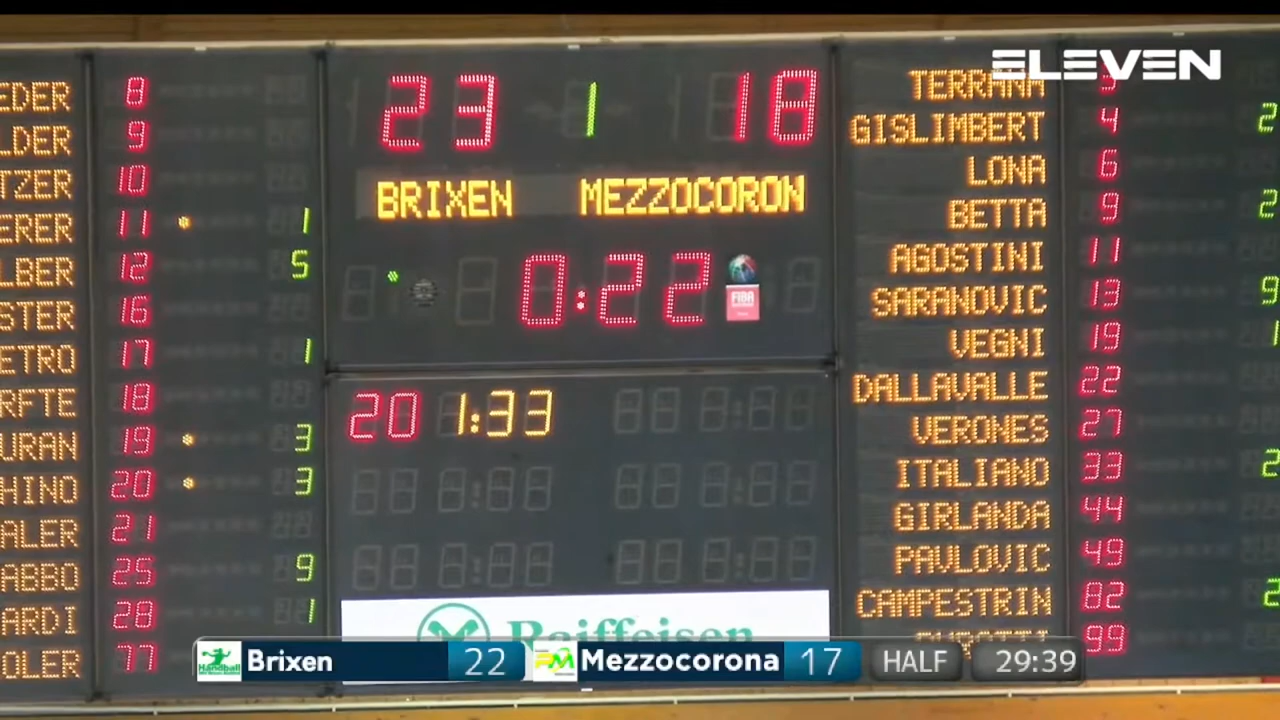 ELEVEN
23 1 18
BRIXEN MEZZOCORON
0:22
FIBA
20 1:33
EDER 8
LDER 9
TZER 10
ERER 11 1
LBER 12 5
STER 16
ETRO 17 1
RFTE 18
URAN 19 3
HINO 20 3
ALER 21
ABBO 25 9
ARDI 28 1
OLER 77
TERRANA
GISLIMBERT 4 2
LONA 6
BETTA 9 2
AGOSTINI 11
SARANOVIC 13 9
VEGNI 19 1
DALLAVALLE 22
VERONES 27
ITALIANO 33 2
GIRLANDA 44
PAVLOVIC 49
CAMPESTRIN 82 2
99
Raiffeisen
Handball Brixen 22 Mezzocorona 17 HALF 29:39